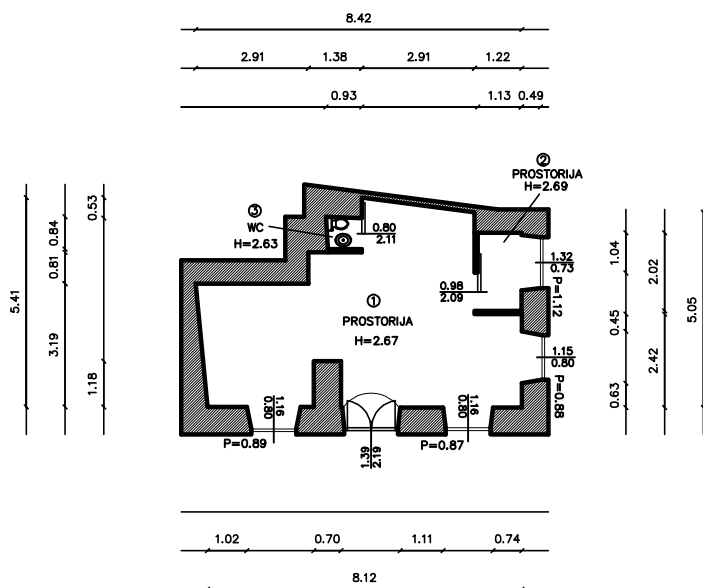 8.42
2.91 1.38 2.91 1.22
0.93 1.13 0.49
②
PROSTORIJA
H=2.69
③
WC
H=2.63
0.80
2.11
1.32
0.73
P=1.12
0.98
2.09
①
PROSTORIJA
H=2.67
1.15
0.80
P=0.88
1.16
0.80
P=0.89
1.39
2.19
1.16
0.80
P=0.87
5.41
0.84
0.81
3.19
0.53
1.18
1.04
0.45
0.63
2.02
2.42
5.05
1.02 0.70 1.11 0.74
8.12